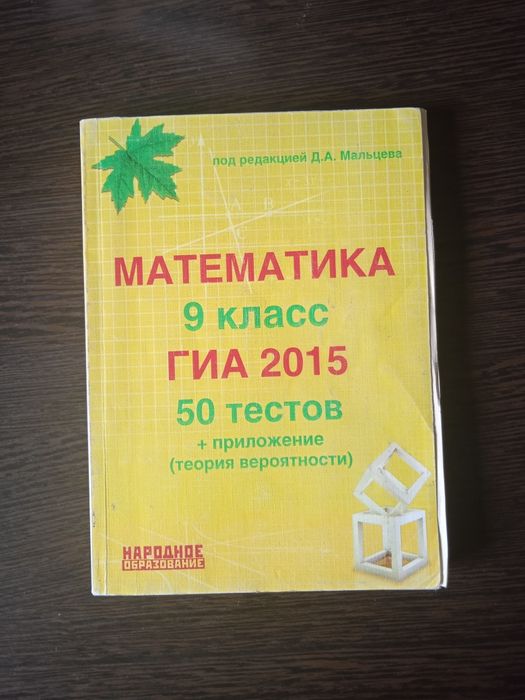 под редакцией Д.А. Мальцева
А В
С
МАТЕМАТИКА
9 класс
ГИА 2015
50 тестов
+ приложение
(теория вероятности)
НАРОДНОЕ
ОБРАЗОВАНИЕ